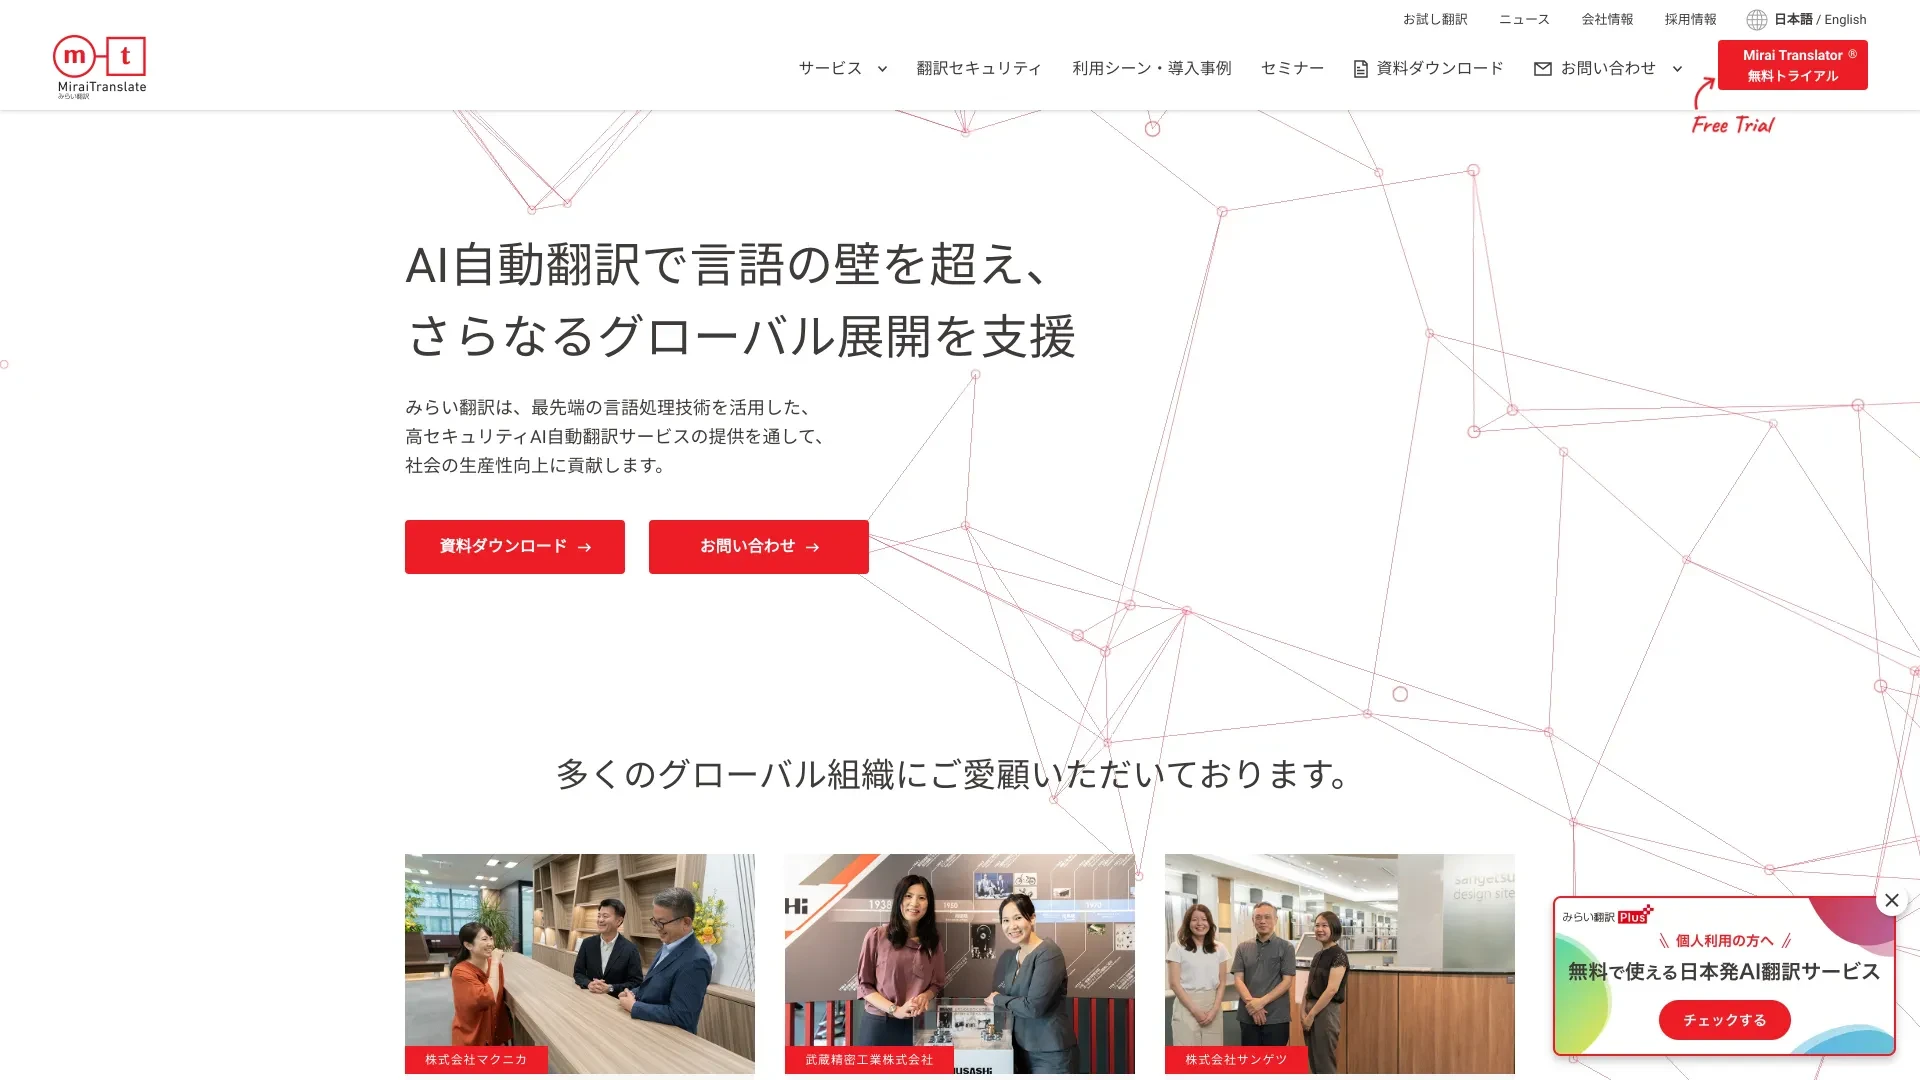 お試し翻訳 ニュース 会社情報 採用情報 日本語 / English
m t
MiraiTranslate
みらい翻訳
サービス 翻訳セキュリティ 利用シーン・導入事例 セミナー 資料ダウンロード お問い合わせ
Mirai Translator ®
無料トライアル
Free Trial
AI自動翻訳で言語の壁を超え、
さらなるグローバル展開を支援
みらい翻訳は、最先端の言語処理技術を活用した、
高セキュリティAI自動翻訳サービスの提供を通して、
社会の生産性向上に貢献します。
資料ダウンロード →
お問い合わせ →
多くのグローバル組織にご愛顧いただいております。
株式会社マクニカ
Hi
1938
1950
1970
MUSASHi
武蔵精密工業株式会社
sangetsu
design site
株式会社サンゲツ
みらい翻訳 Plus
\\ 個人利用の方へ //
無料で使える日本発AI翻訳サービス
チェックする